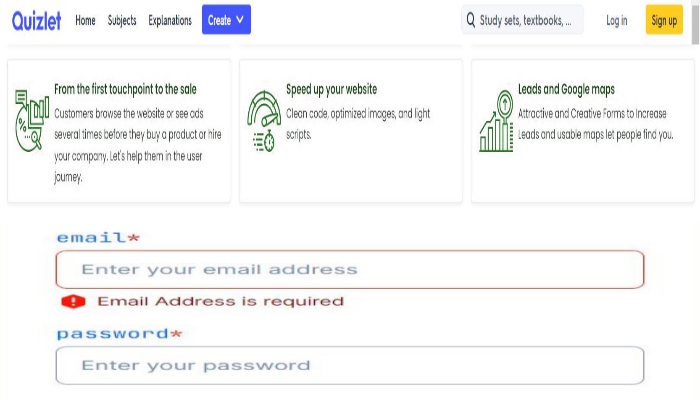 Quizlet Home Subjects Explanations Create Study sets, textbooks, ... Log in Sign up
From the first touchpoint to the sale
Customers browse the website or see ads
several times before they buy a product or hire
your company. Let's help them in the user
journey.
Speed up your website
Clean code, optimized images, and light
scripts.
Leads and Google maps
Attractive and Creative Forms to Increase
Leads and usable maps let people find you.
email*
Enter your email address
Email Address is required
password*
Enter your password